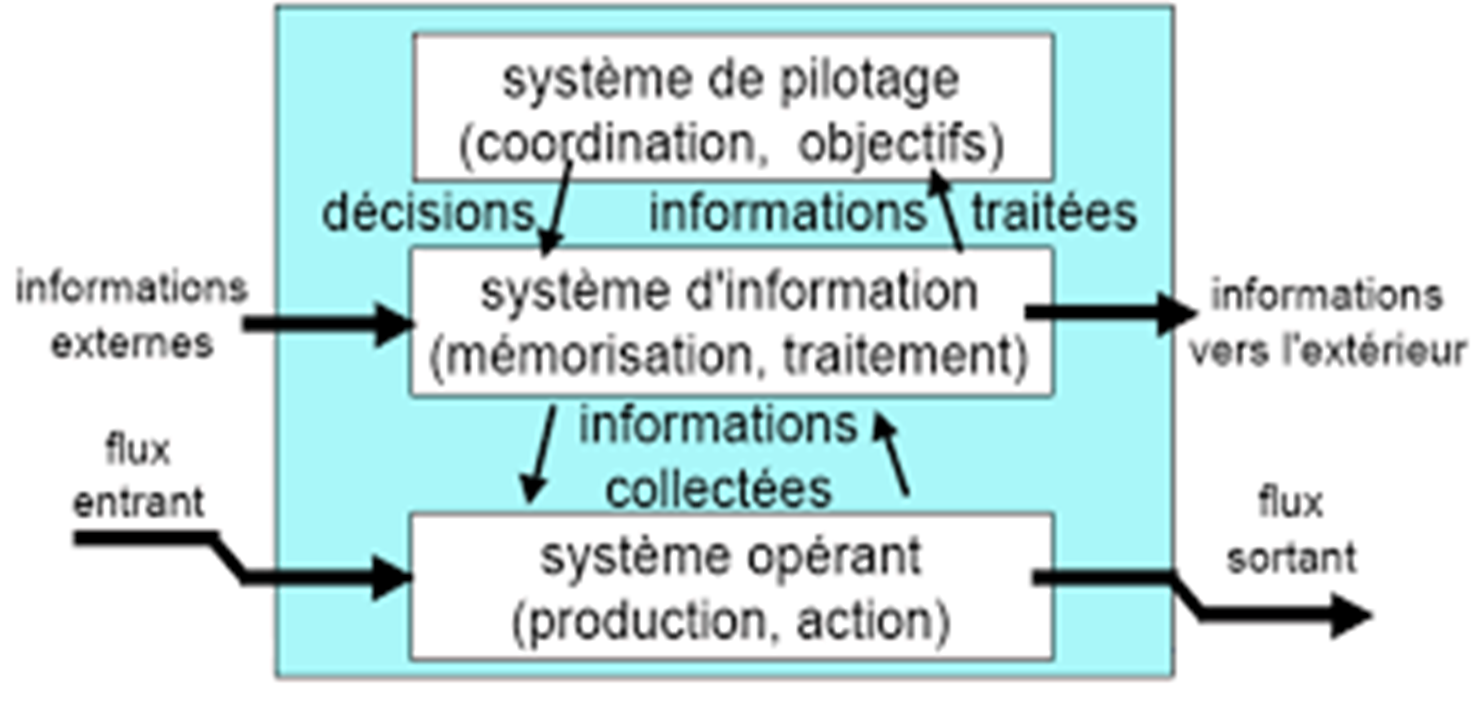 système de pilotage
(coordination, objectifs)
décisions
informations traitées
informations
externes
système d'information
(mémorisation, traitement)
informations
vers l'extérieur
informations
collectées
flux
entrant
système opérant
(production, action)
flux
sortant